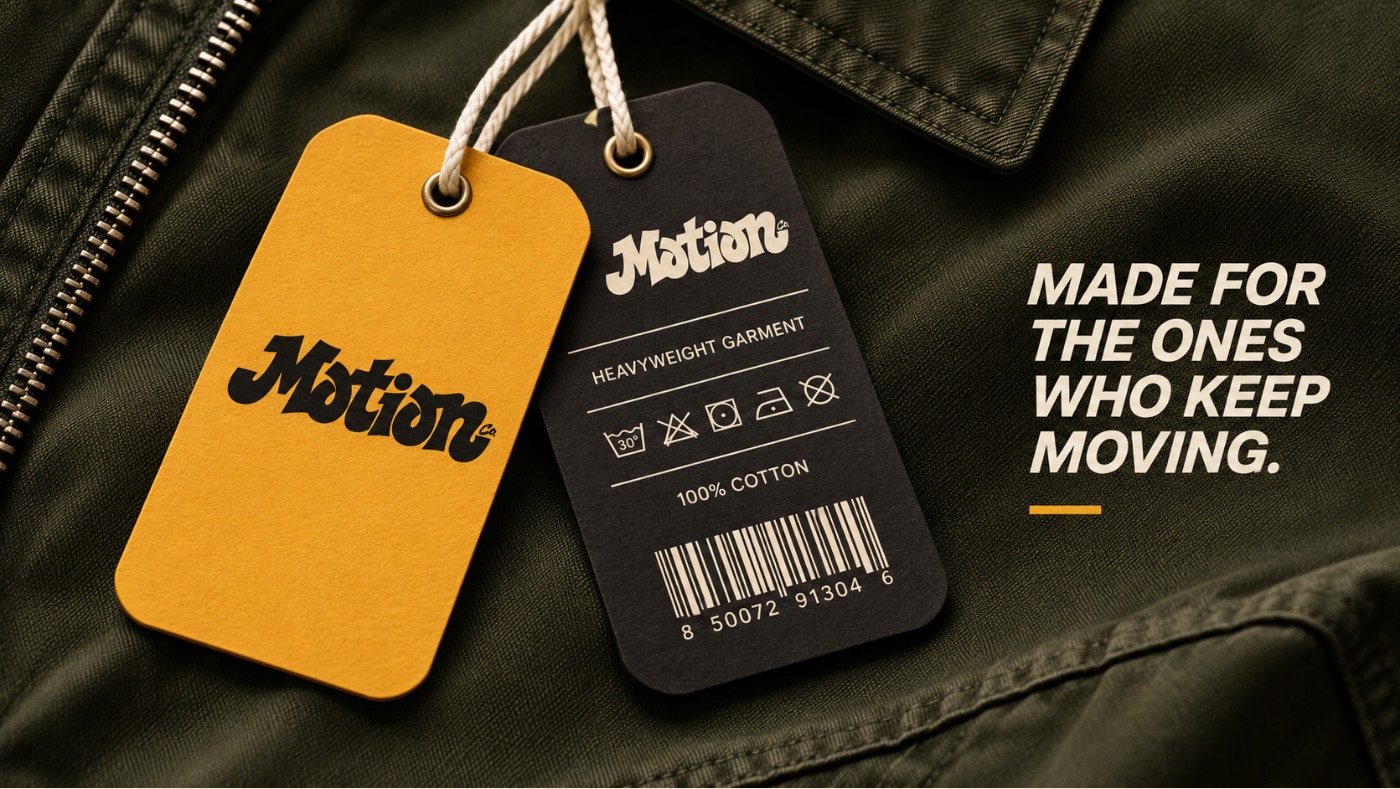 Motion Co.
Motion Co.
HEAVYWEIGHT GARMENT
30°
100% COTTON
8 50072 91304 6
MADE FOR
THE ONES
WHO KEEP
MOVING.